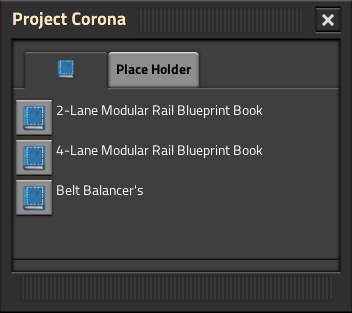 Project Corona
Place Holder
2-Lane Modular Rail Blueprint Book
4-Lane Modular Rail Blueprint Book
Belt Balancer's